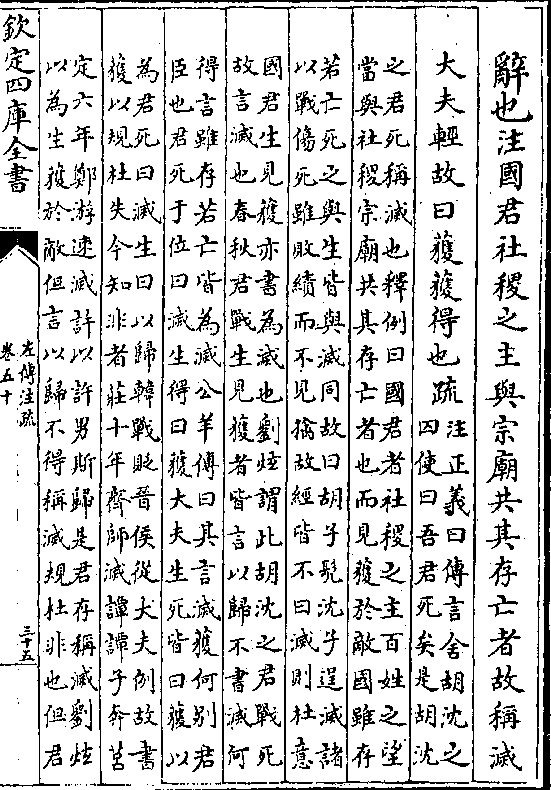 辭也注國君社稷之主與宗廟共其存亡者故稱滅
大夫輕故曰獲獲得也疏
注正義曰傳言舍胡沈之
囚使曰吾君死矣是胡沈
之君死稱滅也釋例曰國君者社稷之主百姓之望
當與社稷宗廟共其存亡者也而見獲於敵國雖存
若亡死之與生皆與滅同故曰胡子髡沈子逞滅諸
以戰傷死雖敗績而不見擒故經皆不曰滅則杜意
國君生見獲亦書為滅也劉炫謂此胡沈之君戰死
故言滅也春秋君戰生見獲者皆言以歸不書滅何
得言雖存若亡皆為滅公羊傳曰其言滅獲何别君
臣也君死于位曰滅生得曰獲大夫生死皆曰獲以
為君死曰滅生曰以歸韓戰貶晉侯從大夫例故書
獲以規杜失今知非者莊十年齊師滅譚譚子奔莒
定六年鄭游速滅許以許男斯歸是君存稱滅劉炫
以為生獲於敵但言以歸不得稱滅規杜非也但君
欽定四庫全書
左傳注疏
卷五十
三十五